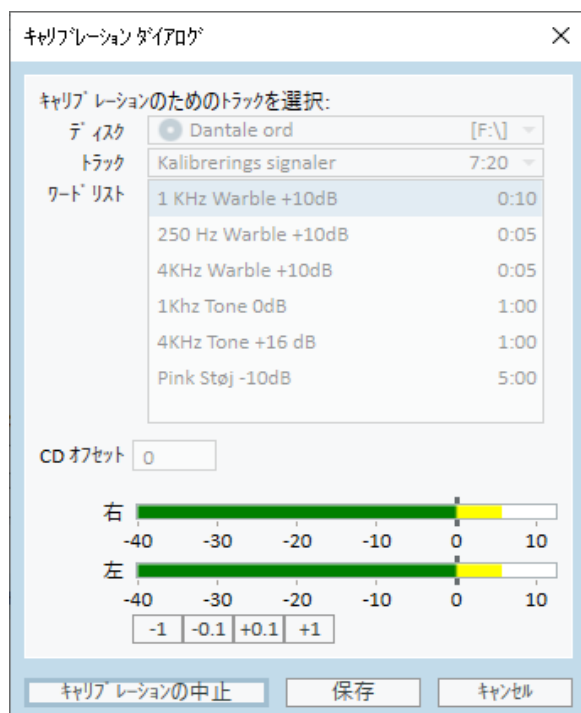 ｷｬﾘﾌﾞﾚｰｼｮﾝ ﾀﾞｲｱﾛｸﾞ
ｷｬﾘﾌﾞﾚｰｼｮﾝのためのﾄﾗｯｸを選択:
ﾃﾞｨｽｸ Dantale ord [F:\]
ﾄﾗｯｸ Kalibrerings signaler 7:20
ﾜｰﾄﾞﾘｽﾄ 1 KHz Warble +10dB 0:10
250 Hz Warble +10dB 0:05
4KHz Warble +10dB 0:05
1Khz Tone 0dB 1:00
4KHz Tone +16 dB 1:00
Pink Støj -10dB 5:00
CD ｵﾌｾｯﾄ 0
右
-40 -30 -20 -10 0 10
左
-40 -30 -20 -10 0 10
-1 -0.1 +0.1 +1
ｷｬﾘﾌﾞﾚｰｼｮﾝの中止 保存 ｷｬﾝｾﾙ